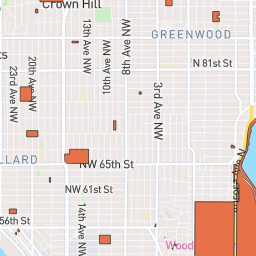 Crown Hill
GREENWOOD
13th Ave NW
8th Ave NW
20th Ave NW
23rd Ave NW
10th Ave NW
N 81st St
3rd Ave NW
LLARD
NW 65th St
NW 61st St
56th St
14th Ave NW
Wood